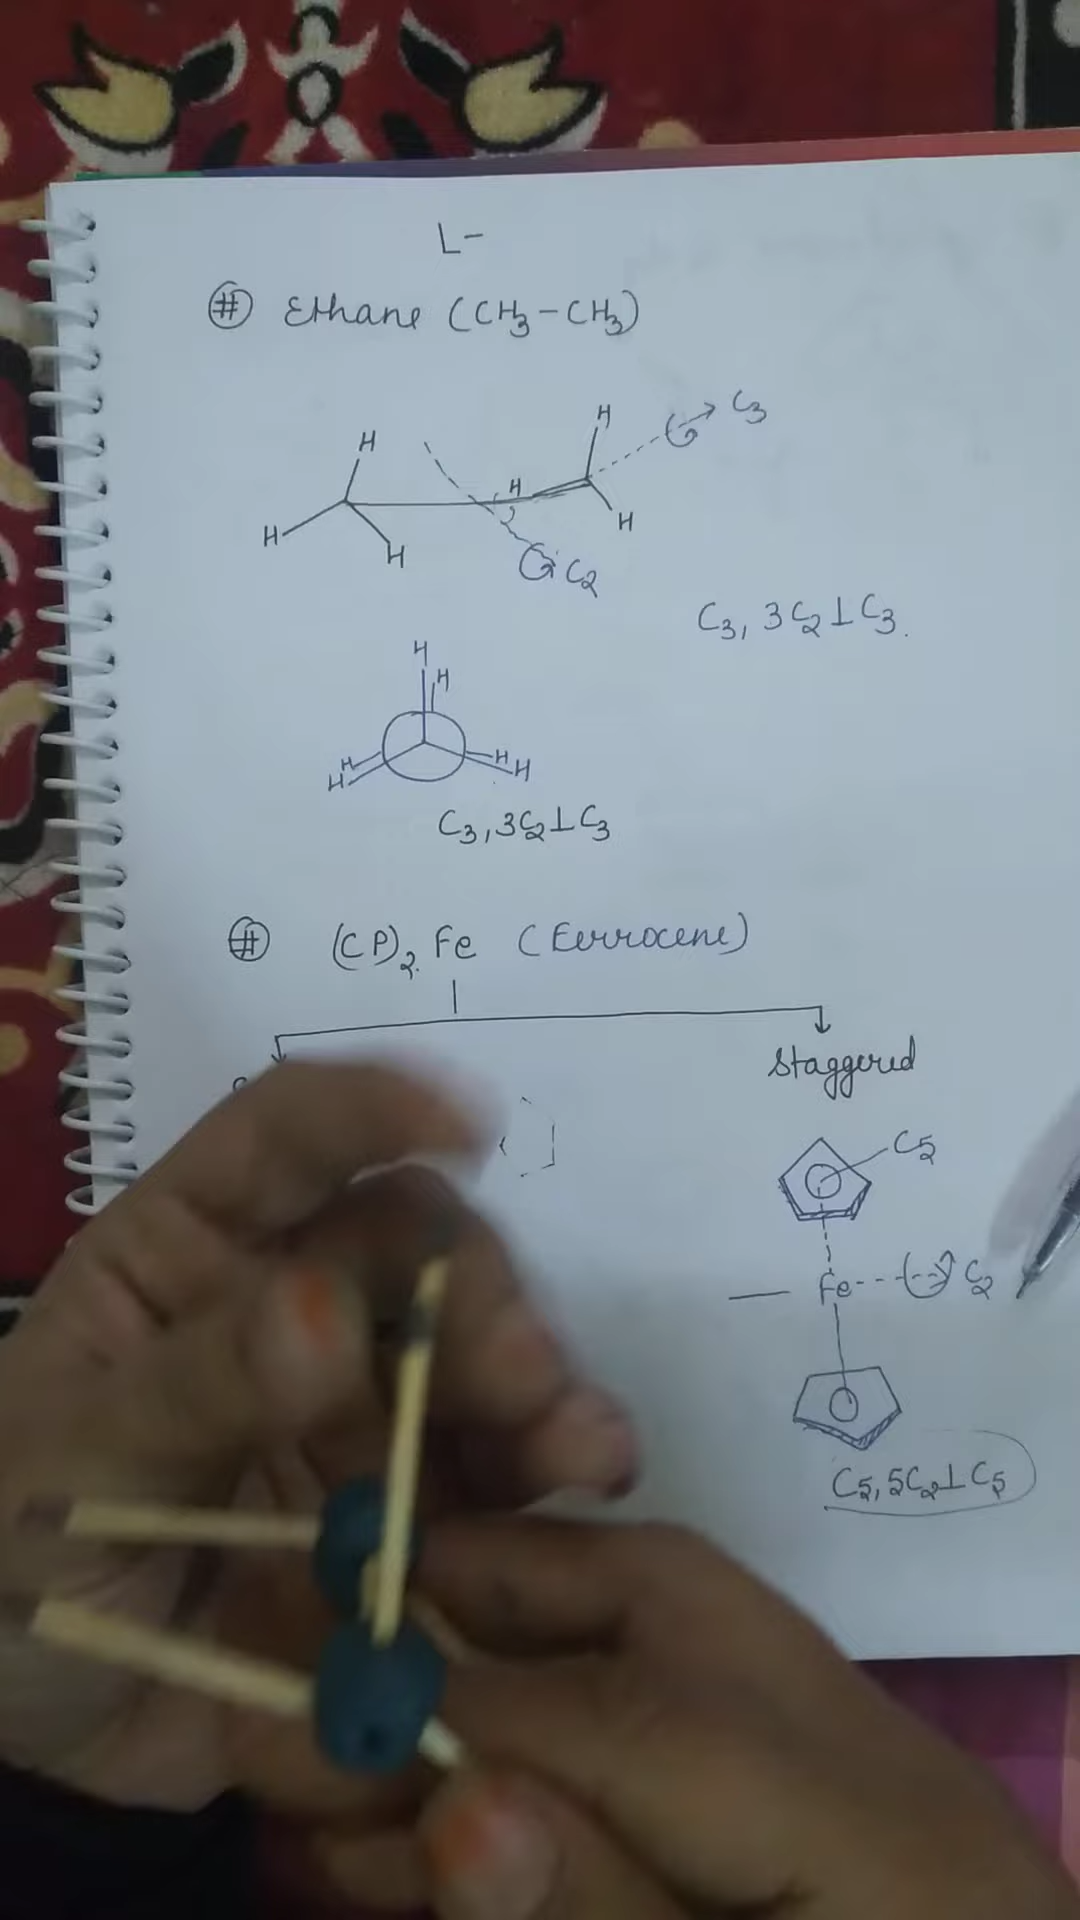 L-
# Ethane (CH3-CH3)
H
H
H
H
H
H
C3
C2
C3, 3C2⊥C3.
H
H
H
H
H
H
C3, 3C2⊥C3
# (CP)2. Fe (Ferrocene)
Staggered
C5
Fe
C2
C5, 5C2⊥C5